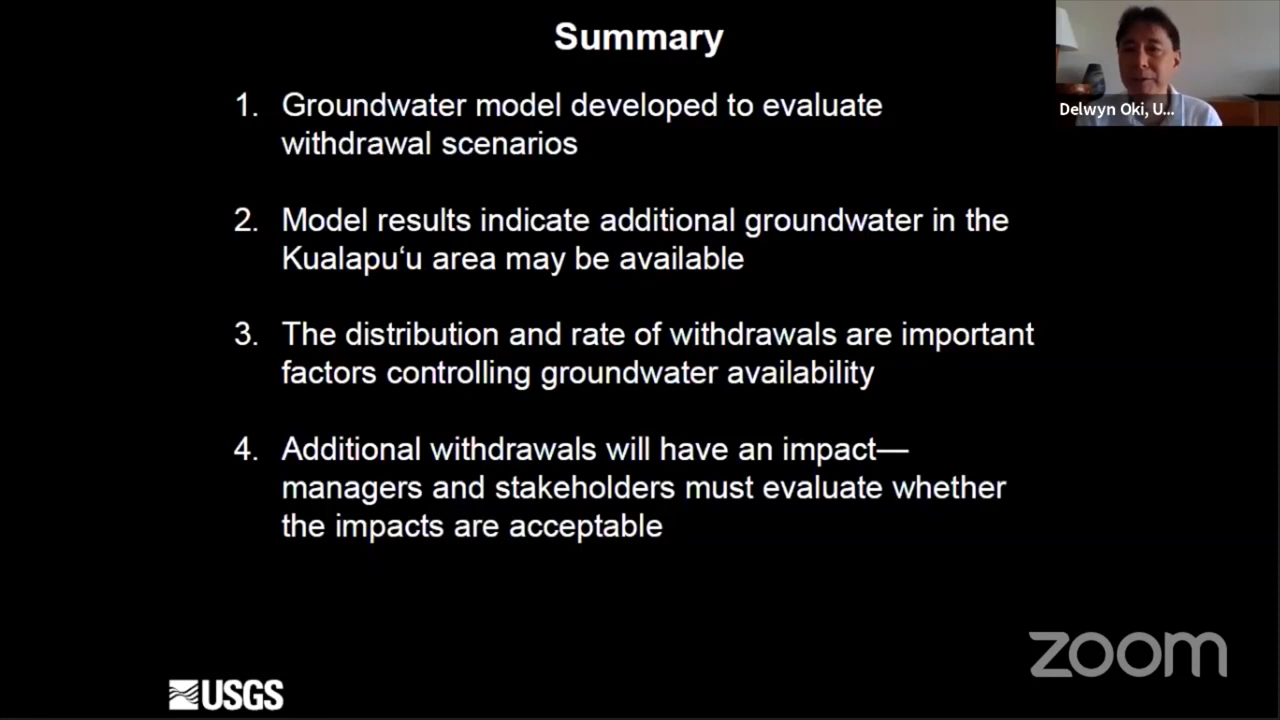 Summary
Delwyn Oki, U...
1. Groundwater model developed to evaluate
withdrawal scenarios
2. Model results indicate additional groundwater in the
Kualapu‘u area may be available
3. The distribution and rate of withdrawals are important
factors controlling groundwater availability
4. Additional withdrawals will have an impact—
managers and stakeholders must evaluate whether
the impacts are acceptable
zoom
USGS